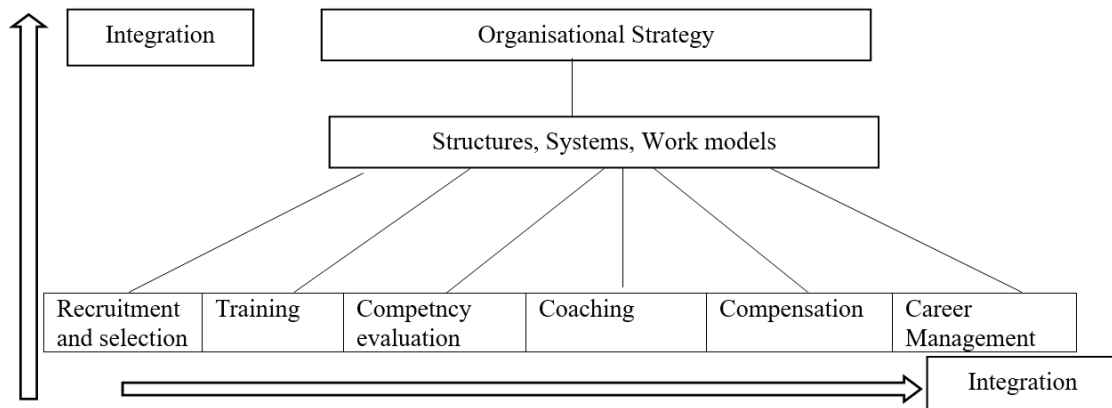 Integration
Organisational Strategy
Structures, Systems, Work models
Recruitment
and selection
Training
Competncy
evaluation
Coaching
Compensation
Career
Management
Integration